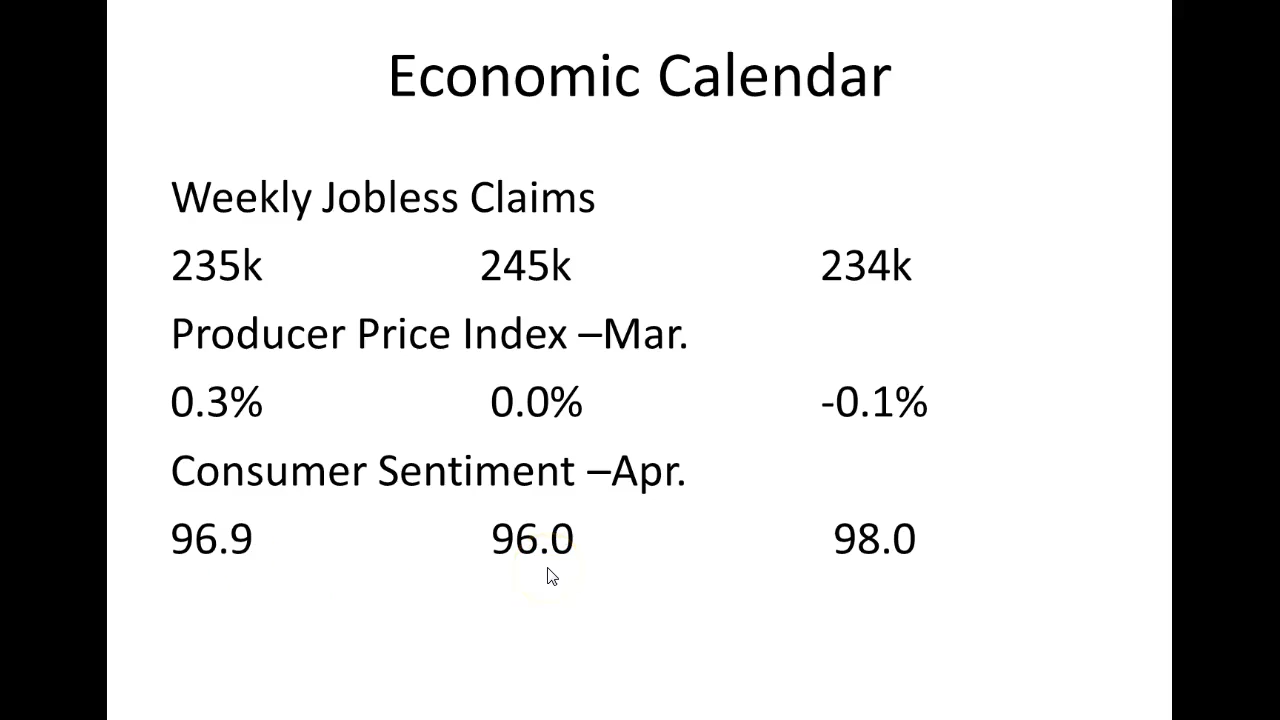 Economic Calendar
Weekly Jobless Claims
235k 245k 234k
Producer Price Index –Mar.
0.3% 0.0% -0.1%
Consumer Sentiment –Apr.
96.9 96.0 98.0